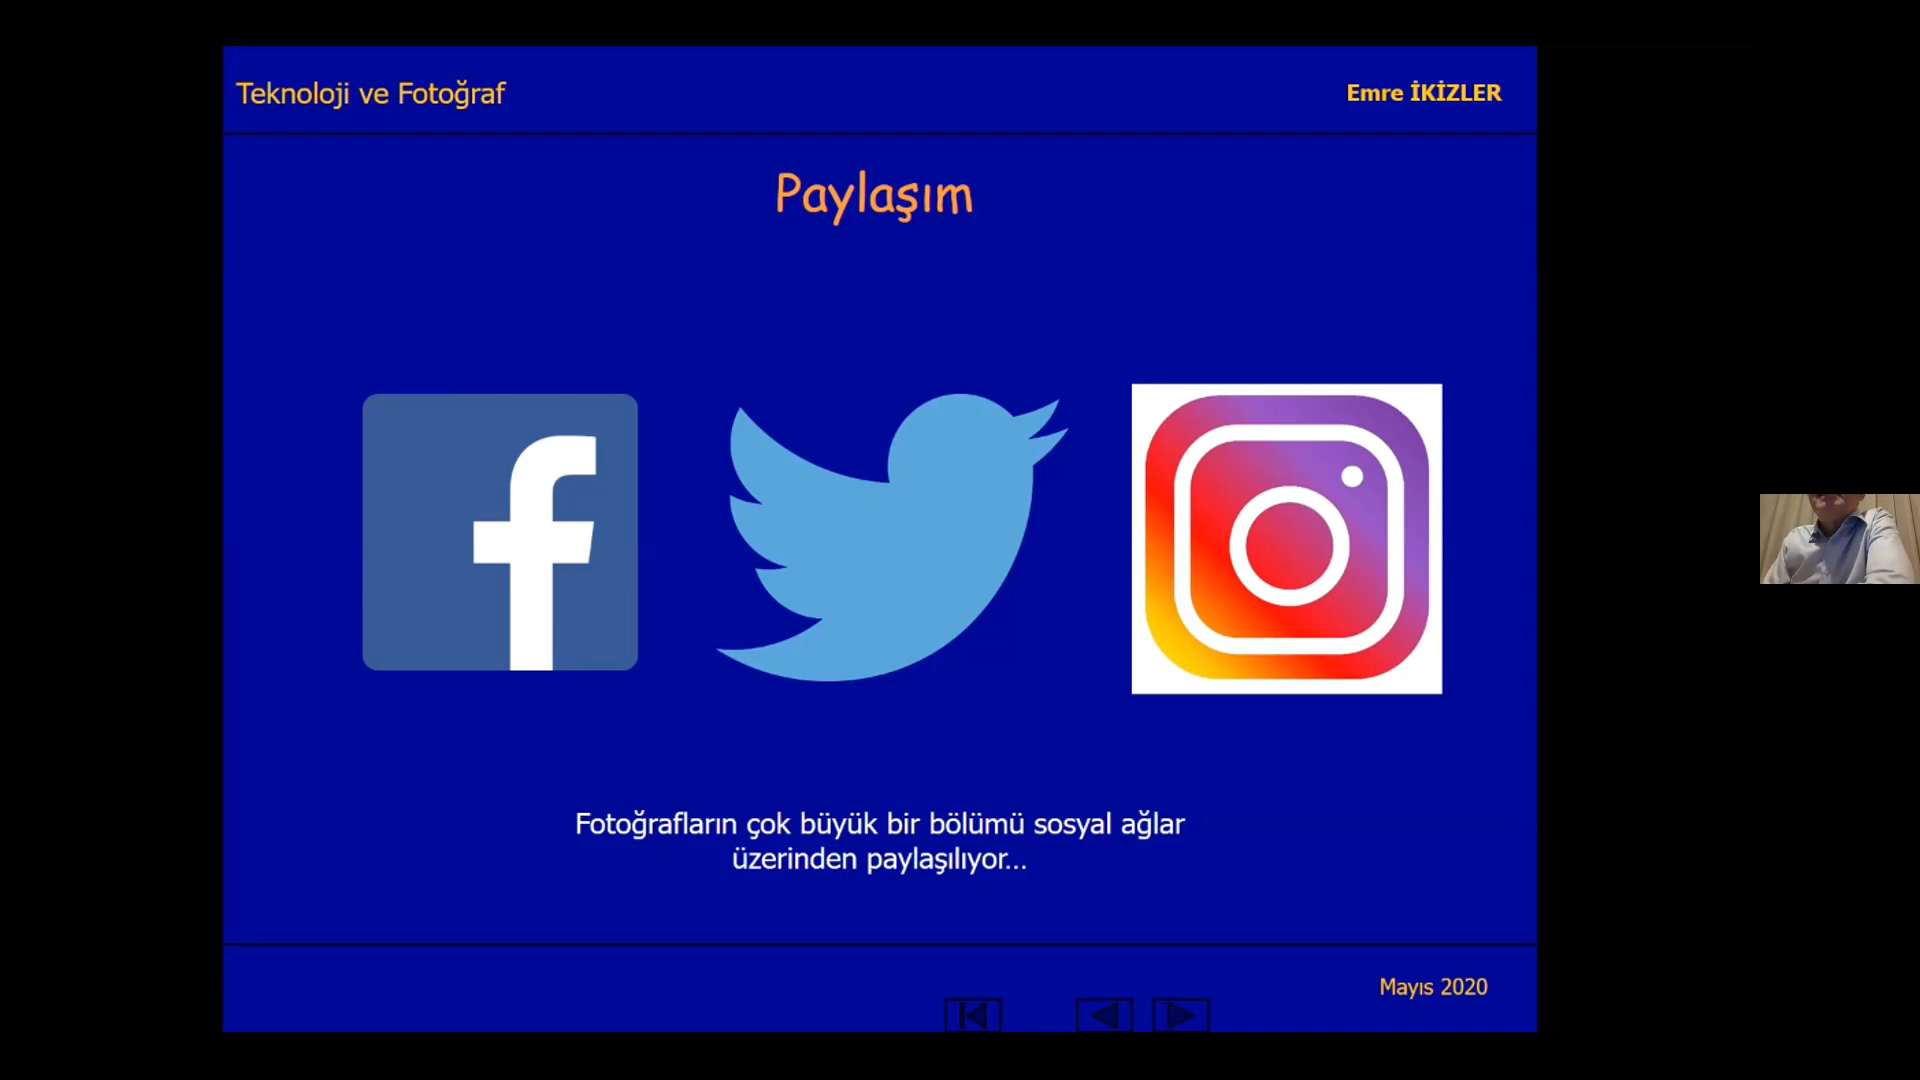 Teknoloji ve Fotoğraf
Emre İKİZLER
Paylaşım
Fotoğrafların çok büyük bir bölümü sosyal ağlar
üzerinden paylaşılıyor...
Mayıs 2020